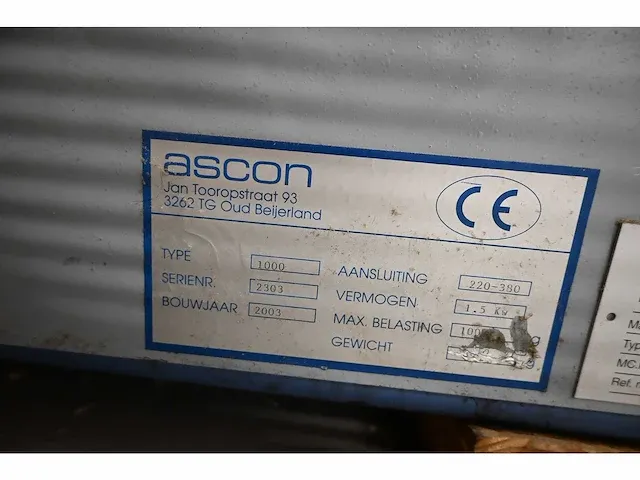 ascon
Jan Tooropstraat 93
3262 TG Oud Beijerland
CE
TYPE 1000
SERIENR. 2303
BOUWJAAR 2003
AANSLUITING 220-380
VERMOGEN 1.5 Kw
MAX. BELASTING
GEWICHT
Ref. n